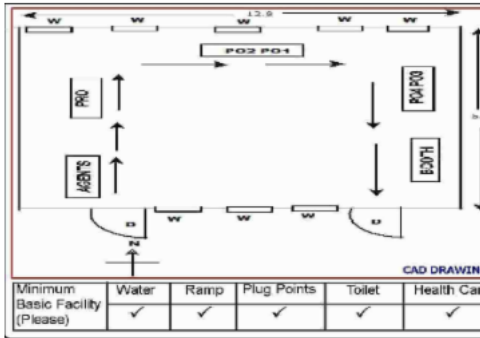 12.8
W W W W W
PO2 PO1
PRO
PO4 PO3
AGENTS
BOOTH
D
D
W W W
N
CAD DRAWIN
Minimum Basic Facility (Please) Water Ramp Plug Points Toilet Health Car
✓ ✓ ✓ ✓ ✓